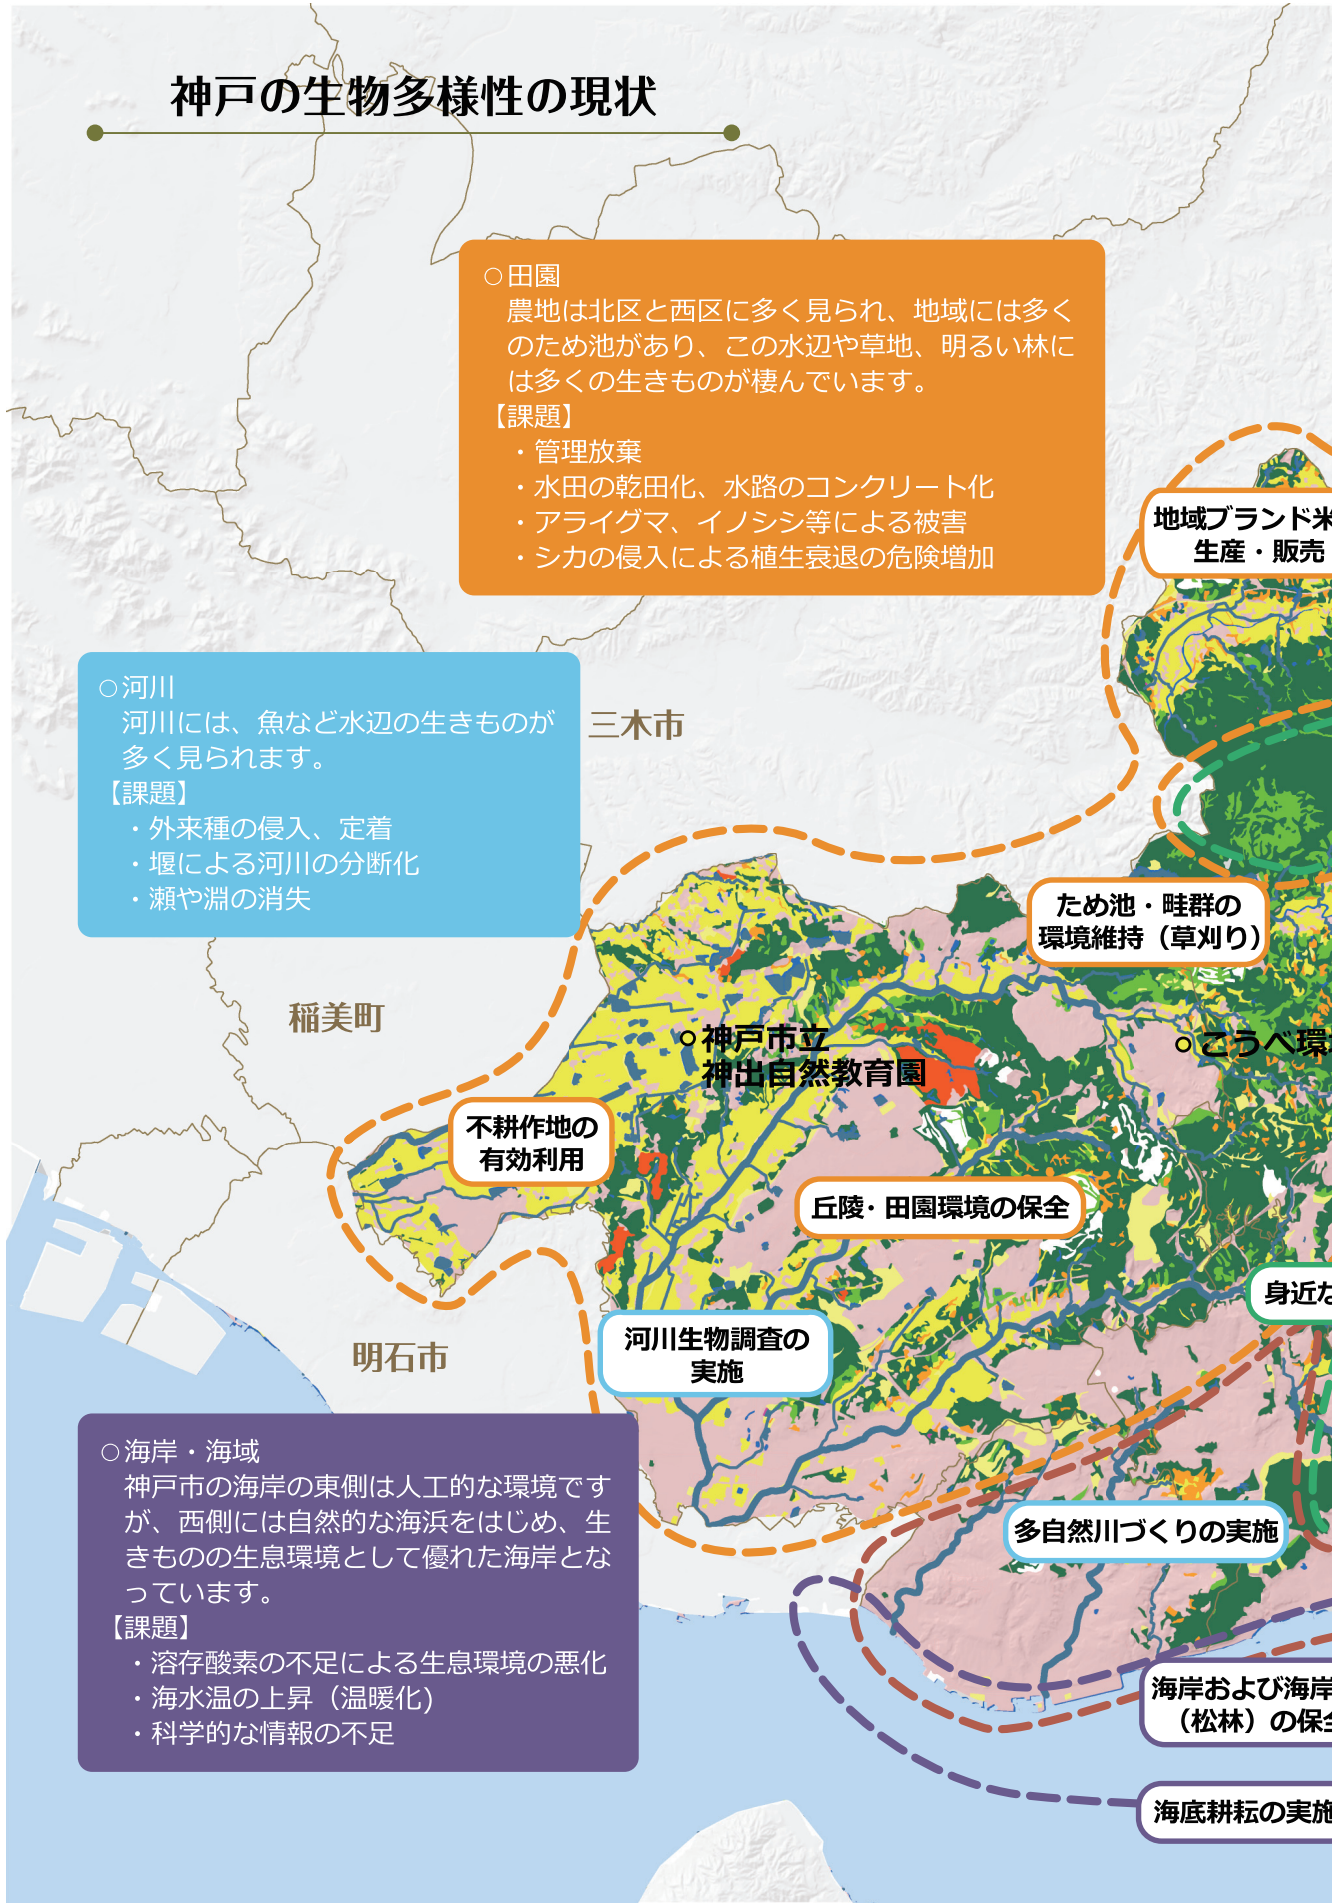 神戸の生物多様性の現状
○田園
農地は北区と西区に多く見られ、地域には多く
のため池があり、この水辺や草地、明るい林に
は多くの生きものが棲んでいます。
【課題】
・管理放棄
・水田の乾田化、水路のコンクリート化
・アライグマ、イノシシ等による被害
・シカの侵入による植生衰退の危険増加
地域ブランド米
生産・販売
○河川
河川には、魚など水辺の生きものが
多く見られます。
【課題】
・外来種の侵入、定着
・堰による河川の分断化
・瀬や淵の消失
三木市
ため池・畦群の
環境維持（草刈り）
稲美町
神戸市立
神出自然教育園
こうべ環
不耕作地の
有効利用
丘陵・田園環境の保全
身近な
河川生物調査の
実施
明石市
○海岸・海域
神戸市の海岸の東側は人工的な環境です
が、西側には自然的な海浜をはじめ、生
きものの生息環境として優れた海岸とな
っています。
【課題】
・溶存酸素の不足による生息環境の悪化
・海水温の上昇（温暖化)
・科学的な情報の不足
多自然川づくりの実施
海岸および海岸
（松林）の保全
海底耕耘の実施